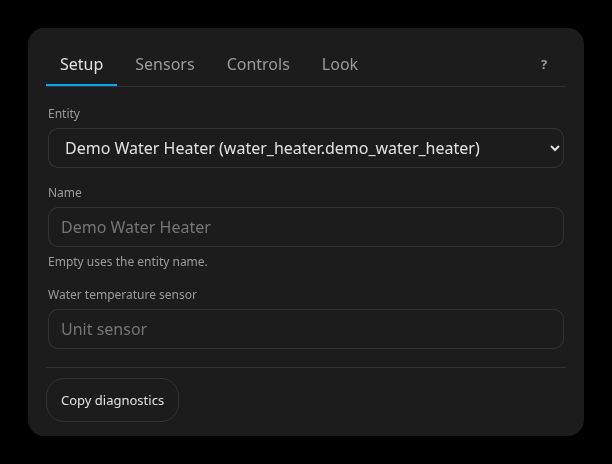 Setup Sensors Controls Look ?
Entity
Demo Water Heater (water_heater.demo_water_heater)
Name
Demo Water Heater
Empty uses the entity name.
Water temperature sensor
Unit sensor
Copy diagnostics